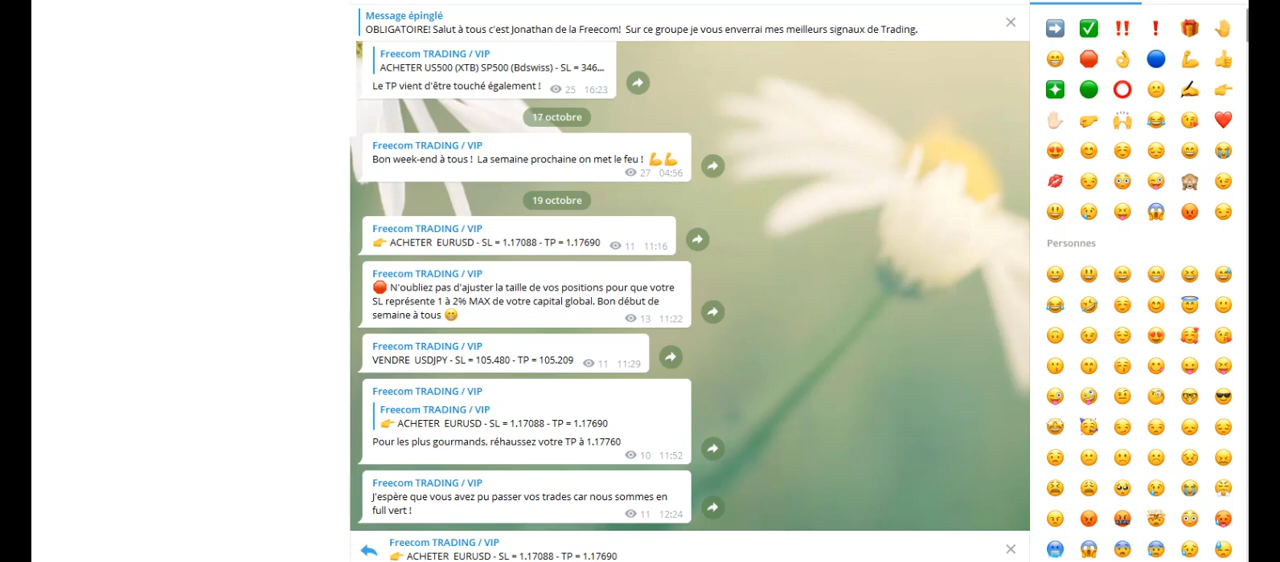 Message épinglé
OBLIGATOIRE! Salut à tous c'est Jonathan de la Freecom! Sur ce groupe je vous enverrai mes meilleurs signaux de Trading.
Freecom TRADING / VIP
ACHETER US500 (XTB) SP500 (Bdswiss) - SL = 346...
Le TP vient d'être touché également ! 25 16:23
17 octobre
Freecom TRADING / VIP
Bon week-end à tous ! La semaine prochaine on met le feu ! 💪💪
27 04:56
19 octobre
Freecom TRADING / VIP
👉 ACHETER EURUSD - SL = 1.17088 - TP = 1.17690 11 11:16
Freecom TRADING / VIP
🛑 N'oubliez pas d'ajuster la taille de vos positions pour que votre
SL représente 1 à 2% MAX de votre capital global. Bon début de
semaine à tous 😁 13 11:22
Freecom TRADING / VIP
VENDRE USDJPY - SL = 105.480 - TP = 105.209 11 11:29
Freecom TRADING / VIP
Freecom TRADING / VIP
👉 ACHETER EURUSD - SL = 1.17088 - TP = 1.17690
Pour les plus gourmands, réhaussez votre TP à 1.17760
10 11:52
Freecom TRADING / VIP
J'espère que vous avez pu passer vos trades car nous sommes en
full vert ! 11 12:24
Freecom TRADING / VIP
👉 ACHETER EURUSD - SL = 1.17088 - TP = 1.17690
Personnes